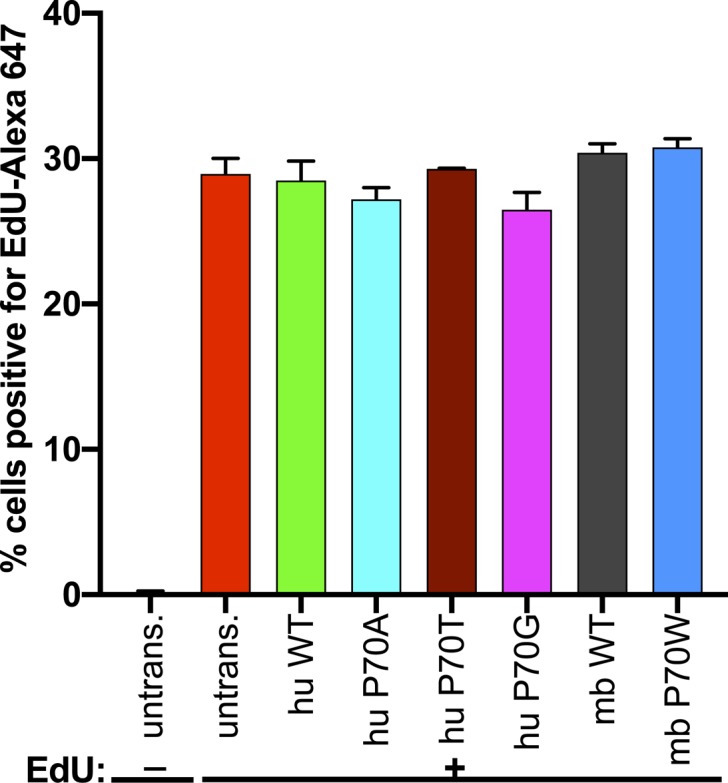 % cells positive for EdU-Alexa 647
40
30
20
10
0
untrans.
untrans.
hu WT
hu P70A
hu P70T
hu P70G
mb WT
mb P70W
EdU: – +